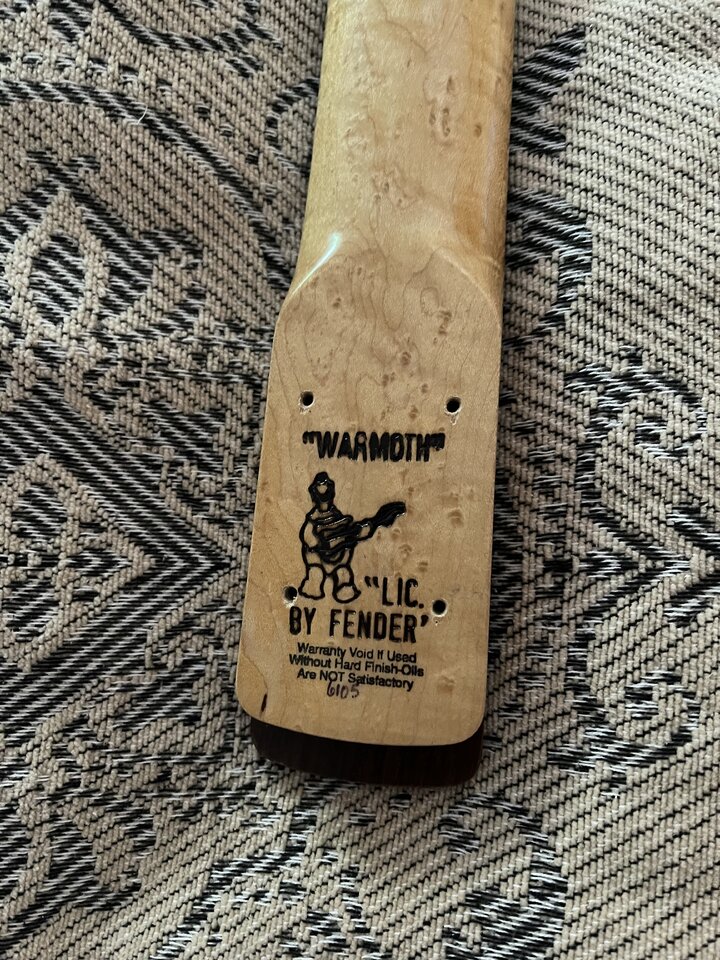 "WARMOTH"
"LIC.
BY FENDER'
Warranty Void If Used
Without Hard Finish-Oils
Are NOT Satisfactory
6105